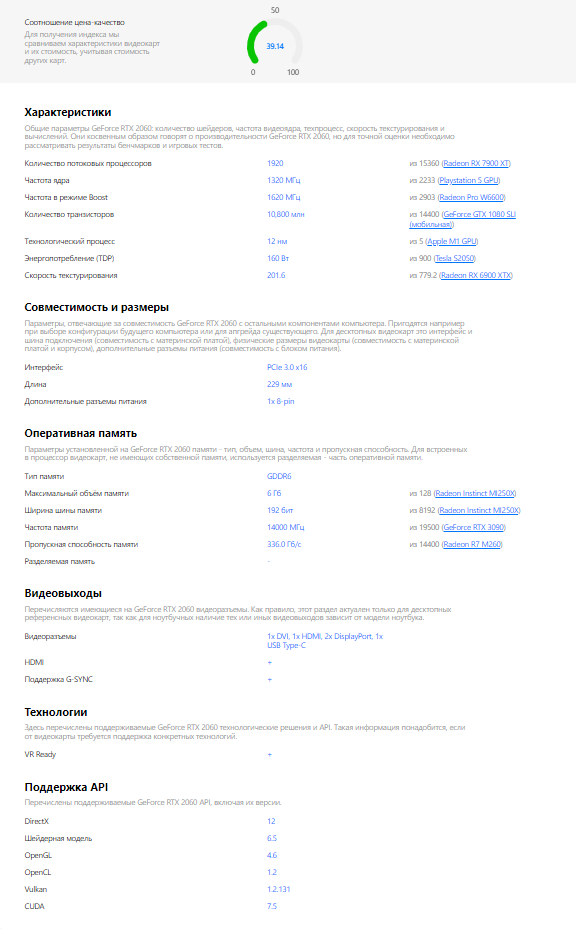 50
Соотношение цена-качество
Для получения индекса мы
сравниваем характеристики видеокарт
и их стоимость, учитывая стоимость
других карт.
39.14
0 100
Характеристики
Общие параметры GeForce RTX 2060: количество шейдеров, частота видеоядра, техпроцесс, скорость текстурирования и
вычислений. Они косвенным образом говорят о производительности GeForce RTX 2060, но для точной оценки необходимо
рассматривать результаты бенчмарков и игровых тестов.
Количество потоковых процессоров 1920 из 15360 (Radeon RX 7900 XT)
Частота ядра 1320 МГц из 2233 (Playstation 5 GPU)
Частота в режиме Boost 1620 МГц из 2903 (Radeon Pro W6600)
Количество транзисторов 10,800 млн из 14400 (GeForce GTX 1080 SLI
(мобильная))
Технологический процесс 12 нм из 5 (Apple M1 GPU)
Энергопотребление (TDP) 160 Вт из 900 (Tesla S2050)
Скорость текстурирования 201.6 из 779.2 (Radeon RX 6900 XTX)
Совместимость и размеры
Параметры, отвечающие за совместимость GeForce RTX 2060 с остальными компонентами компьютера. Пригодятся например
при выборе конфигурации будущего компьютера или для апгрейда существующего. Для десктопных видеокарт это интерфейс и
шина подключения (совместимость с материнской платой), физические размеры видеокарты (совместимость с материнской
платой и корпусом), дополнительные разъемы питания (совместимость с блоком питания).
Интерфейс PCIe 3.0 x16
Длина 229 мм
Дополнительные разъемы питания 1x 8-pin
Оперативная память
Параметры установленной на GeForce RTX 2060 памяти - тип, объем, шина, частота и пропускная способность. Для встроенных
в процессор видеокарт, не имеющих собственной памяти, используется разделяемая - часть оперативной памяти.
Тип памяти GDDR6
Максимальный объём памяти 6 Гб из 128 (Radeon Instinct MI250X)
Ширина шины памяти 192 бит из 8192 (Radeon Instinct MI250X)
Частота памяти 14000 МГц из 19500 (GeForce RTX 3090)
Пропускная способность памяти 336.0 Гб/с из 14400 (Radeon R7 M260)
Разделяемая память -
Видеовыходы
Перечисляются имеющиеся на GeForce RTX 2060 видеоразъемы. Как правило, этот раздел актуален только для десктопных
референсных видеокарт, так как для ноутбучных наличие тех или иных видеовыходов зависит от модели ноутбука.
Видеоразъемы 1x DVI, 1x HDMI, 2x DisplayPort, 1x
USB Type-C
HDMI +
Поддержка G-SYNC +
Технологии
Здесь перечислены поддерживаемые GeForce RTX 2060 технологические решения и API. Такая информация понадобится, если
от видеокарты требуется поддержка конкретных технологий.
VR Ready +
Поддержка API
Перечислены поддерживаемые GeForce RTX 2060 API, включая их версии.
DirectX 12
Шейдерная модель 6.5
OpenGL 4.6
OpenCL 1.2
Vulkan 1.2.131
CUDA 7.5